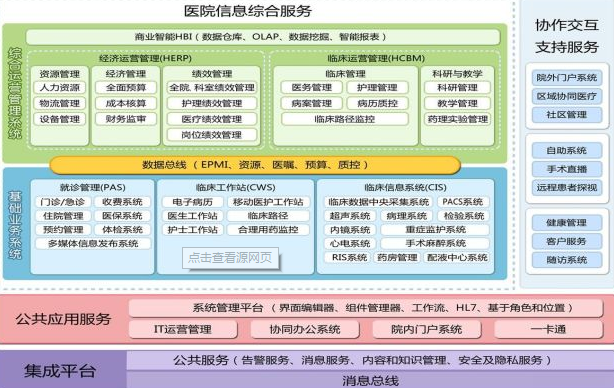 医院信息综合服务
综合运营管理系统
商业智能HBI（数据仓库、OLAP、数据挖掘、智能报表）
经济运营管理(HERP)
资源管理
人力资源
物流管理
设备管理
经济管理
全面预算
成本核算
财务监审
绩效管理
全院, 科室绩效管理
护理绩效管理
医疗绩效管理
岗位绩效管理
临床运营管理(HCBM)
临床管理
医务管理
护理管理
病案管理
病历质控
临床路径监控
科研与教学
科研管理
教学管理
药理实验管理
数据总线（EPMI、资源、医嘱、预算、质控）
基础业务系统
就诊管理(PAS)
门诊/急诊
收费系统
住院管理
医保系统
预约管理
体检系统
多媒体信息发布系统
临床工作站(CWS)
电子病历
移动医护工作站
医生工作站
临床路径
护士工作站
合理用药监控
点击查看源网页
临床信息系统(CIS)
临床数据中央采集系统
PACS系统
超声系统
病理系统
检验系统
内镜系统
重症监护系统
心电系统
手术麻醉系统
RIS系统
药房管理
配液中心系统
协作交互
支持服务
院外门户系统
区域协同医疗
社区管理
自助系统
手术直播
远程患者探视
健康管理
客户服务
随访系统
公共应用服务
系统管理平台（界面编辑器、组件管理器、工作流、HL7、基于角色和位置）
IT运营管理
协同办公系统
院内门户系统
一卡通
集成平台
公共服务（告警服务、消息服务、内容和知识管理、安全及隐私服务）
消息总线